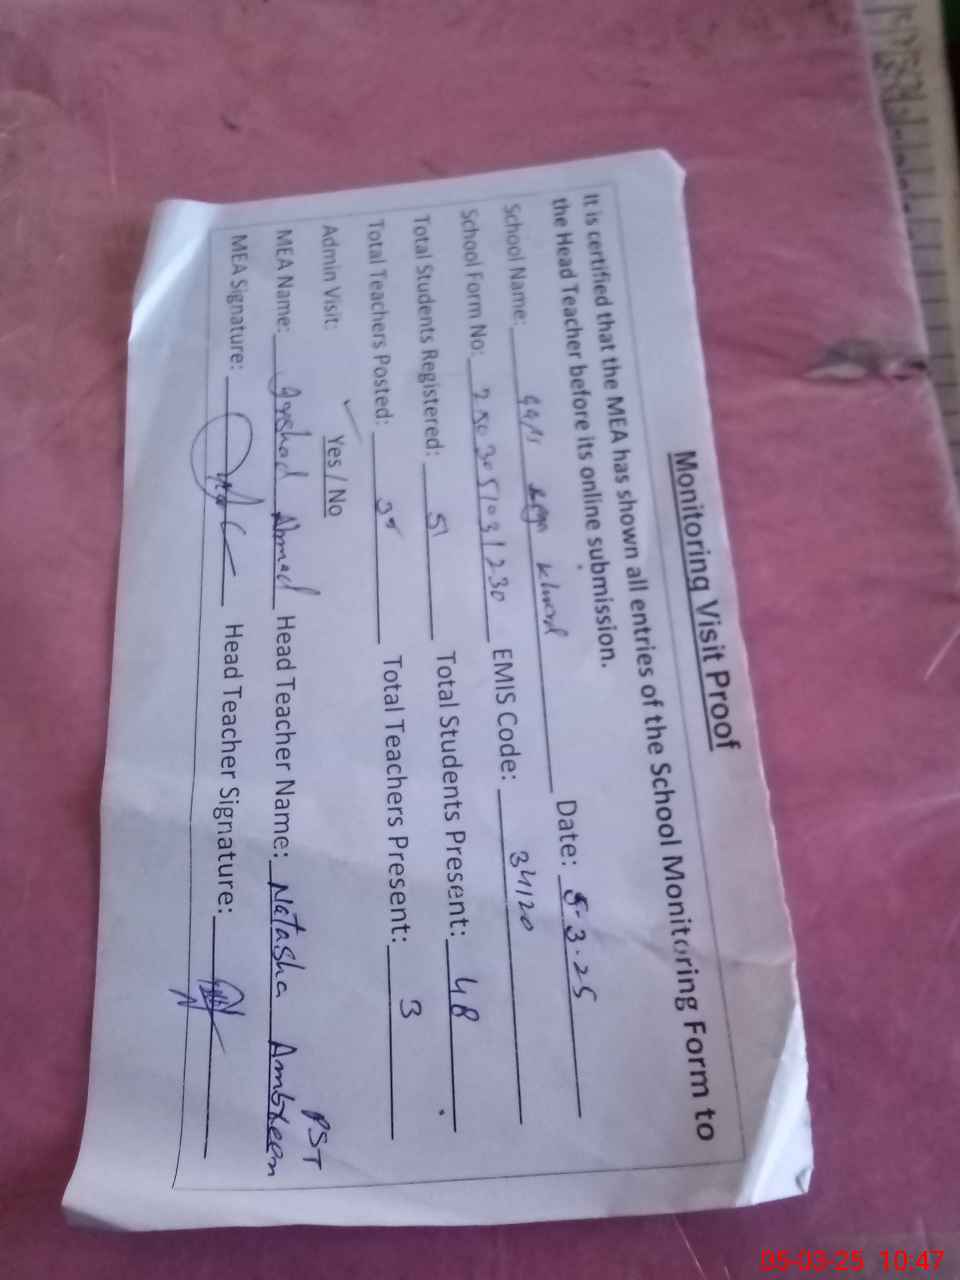 Monitoring Visit Proof
It is certified that the MEA has shown all entries of the School Monitoring Form to
the Head Teacher before its online submission.
School Name: Khurd Date: 5-3-25
School Form No: EMIS Code: 34120
Total Students Registered: 51 Total Students Present: 48
Total Teachers Posted: Total Teachers Present: 3
Admin Visit: Yes / No
PST
MEA Name: Arshad Ahmad Head Teacher Name: Natasha Ambreen
MEA Signature: Head Teacher Signature:
05-03-25 10:47